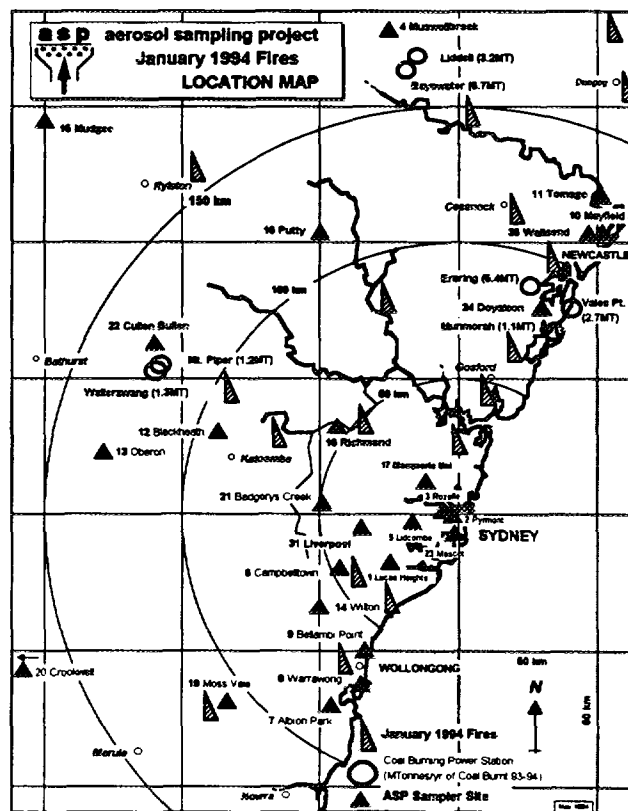 asp aerosol sampling project
January 1994 Fires
LOCATION MAP
4 Muswellbrook
Liddell (3.2MT)
Bayswater (6.7MT)
Dungog
16 Mudgee
Rylston
150 km
16 Putty
Cessnock
11 Tomago
10 Mayfield
Wallsend
NEWCASTLE
100 km
Eraring (5.4MT)
24 Doyalson
Vales Pt.
(2.7MT)
Munmorah (1.1MT)
22 Cullen Bullen
Bathurst
Mt. Piper (1.2MT)
Wallerawang (1.3MT)
Gosford
12 Blackheath
13 Oberon
Katoomba
18 Richmond
17 Macquarie Uni
21 Badgerys Creek
3 Rozelle
2 Pyrmont
SYDNEY
31 Liverpool
5 Lidcombe
23 Mascot
6 Campbelltown
1 Lucas Heights
14 Wilton
9 Bellambi Point
WOLLONGONG
20 Crookwell
19 Moss Vale
8 Warrawong
7 Albion Park
N
January 1994 Fires
Coal Burning Power Station
(MTonnes/yr of Coal Burnt 93-94)
ASP Sampler Site
Nowra